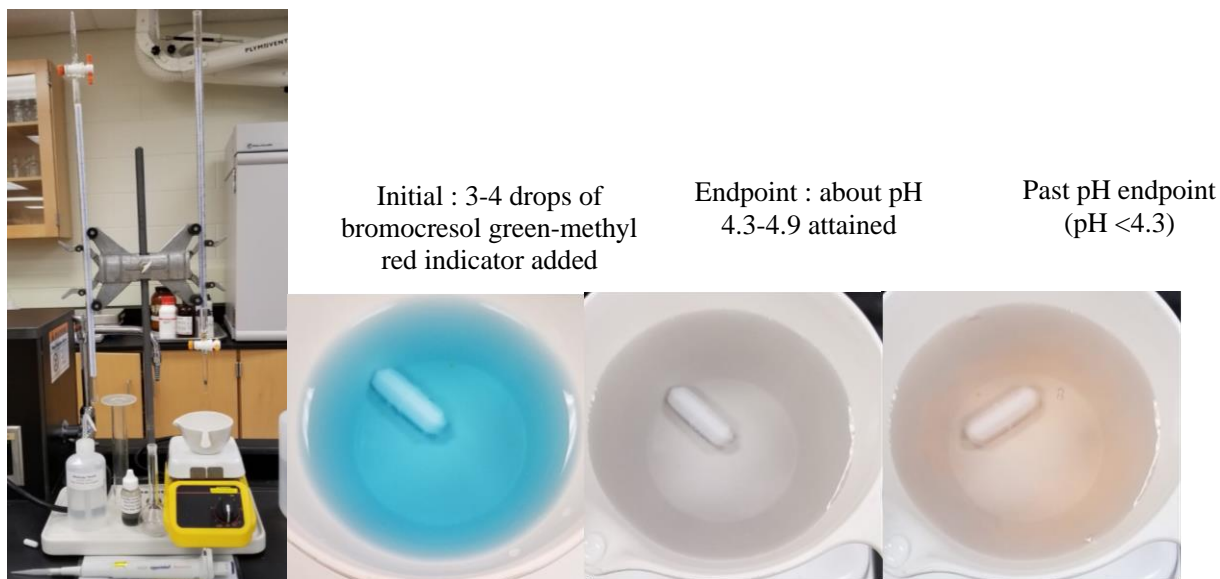 PLYMOVENT
Initial : 3-4 drops of
bromocresol green-methyl
red indicator added
Endpoint : about pH
4.3-4.9 attained
Past pH endpoint
(pH <4.3)